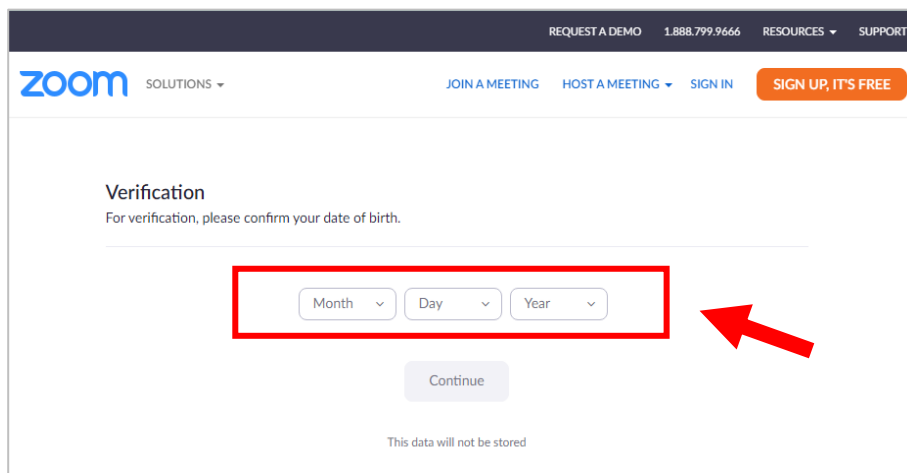 REQUEST A DEMO 1.888.799.9666 RESOURCES SUPPORT
zoom SOLUTIONS JOIN A MEETING HOST A MEETING SIGN IN SIGN UP, IT'S FREE
Verification
For verification, please confirm your date of birth.
Month Day Year
Continue
This data will not be stored